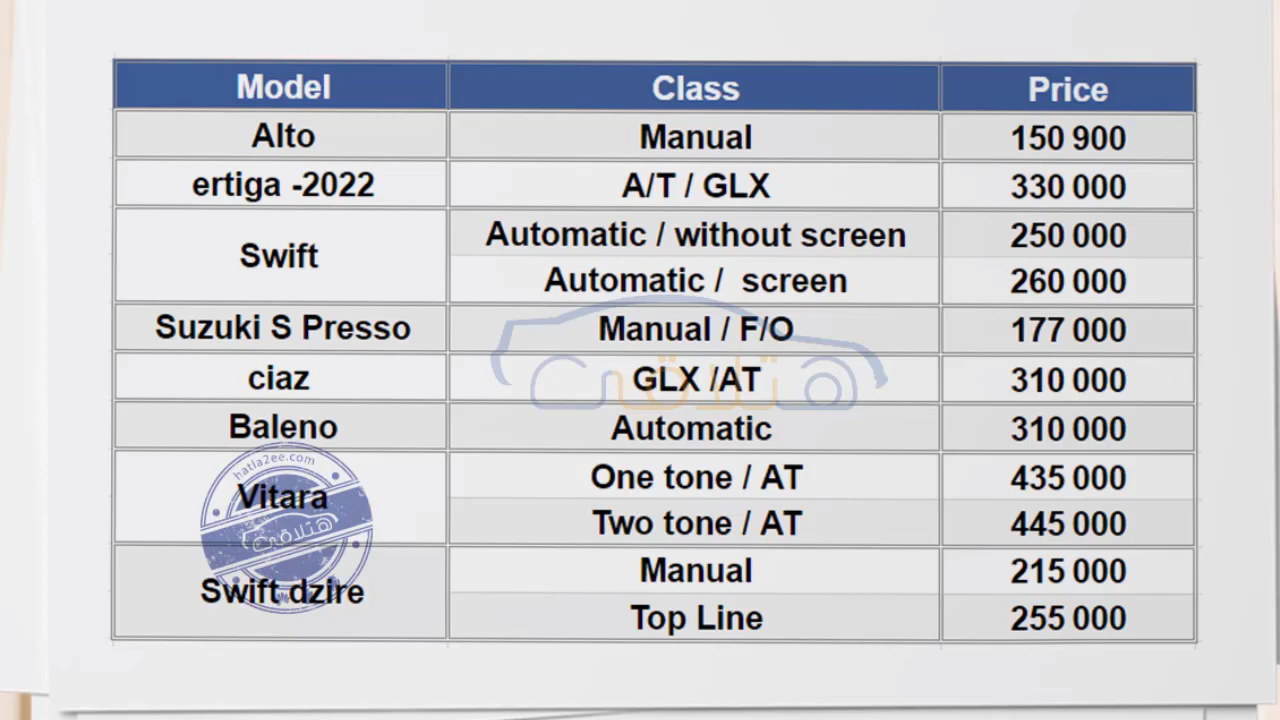 Model Class Price
Alto Manual 150 900
ertiga -2022 A/T / GLX 330 000
Swift Automatic / without screen 250 000
Automatic / screen 260 000
Suzuki S Presso Manual / F/O 177 000
ciaz GLX /AT 310 000
هتلاقى
Baleno Automatic 310 000
hatla2ee.com
Vitara One tone / AT 435 000
Two tone / AT 445 000
هتلاقى
Swift dzire Manual 215 000
Top Line 255 000